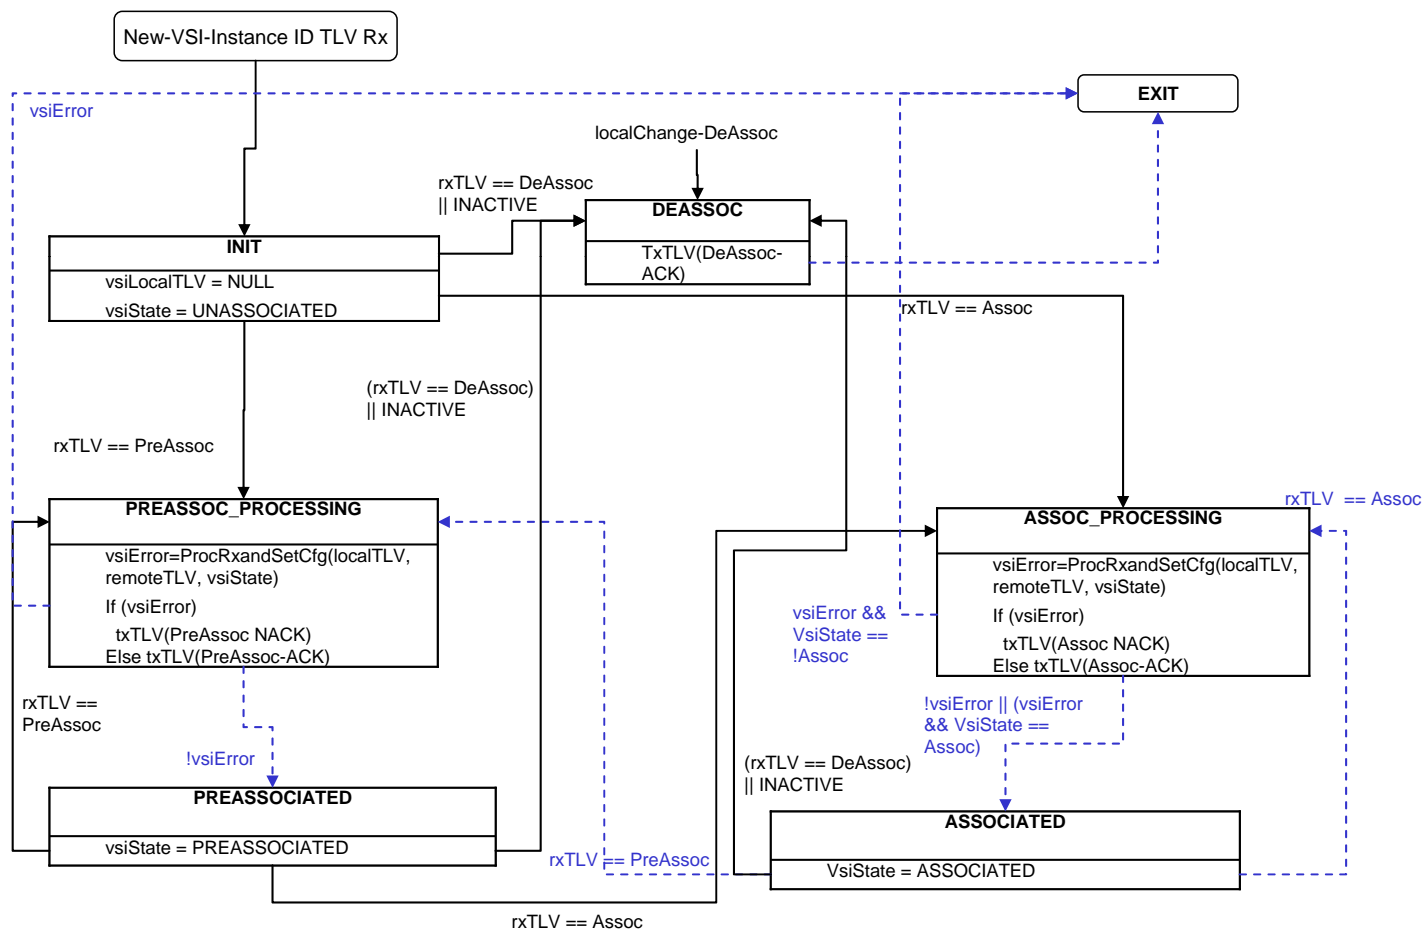 New-VSI-Instance ID TLV Rx
EXIT
vsiError
localChange-DeAssoc
rxTLV == DeAssoc
|| INACTIVE
DEASSOC
TxTLV(DeAssoc-
ACK)
INIT
vsiLocalTLV = NULL
vsiState = UNASSOCIATED
rxTLV == Assoc
(rxTLV == DeAssoc)
|| INACTIVE
rxTLV == PreAssoc
PREASSOC_PROCESSING
vsiError=ProcRxandSetCfg(localTLV,
remoteTLV, vsiState)
If (vsiError)
txTLV(PreAssoc NACK)
Else txTLV(PreAssoc-ACK)
rxTLV == Assoc
ASSOC_PROCESSING
vsiError=ProcRxandSetCfg(localTLV,
remoteTLV, vsiState)
If (vsiError)
txTLV(Assoc NACK)
Else txTLV(Assoc-ACK)
vsiError &&
VsiState ==
!Assoc
rxTLV ==
PreAssoc
!vsiError
!vsiError || (vsiError
&& VsiState ==
Assoc)
(rxTLV == DeAssoc)
|| INACTIVE
PREASSOCIATED
vsiState = PREASSOCIATED
rxTLV == PreAssoc
ASSOCIATED
VsiState = ASSOCIATED
rxTLV == Assoc